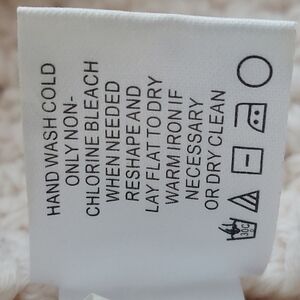 HAND WASH COLD
ONLY NON-
CHLORINE BLEACH
WHEN NEEDED
RESHAPE AND
LAY FLAT TO DRY
WARM IRON IF
NECESSARY
OR DRY CLEAN
30C